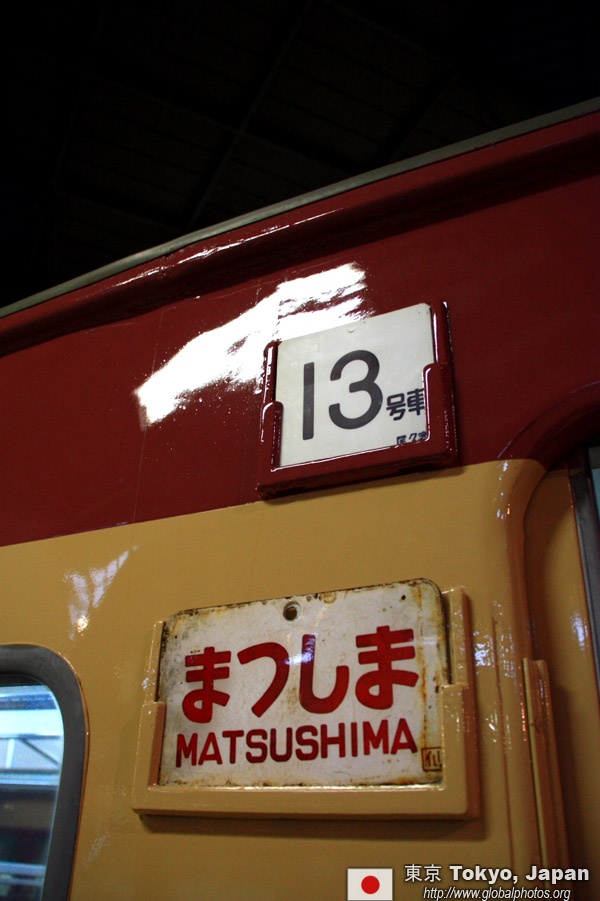 13号車
まつしま
MATSUSHIMA
東京 Tokyo, Japan
http://www.globalphotos.org